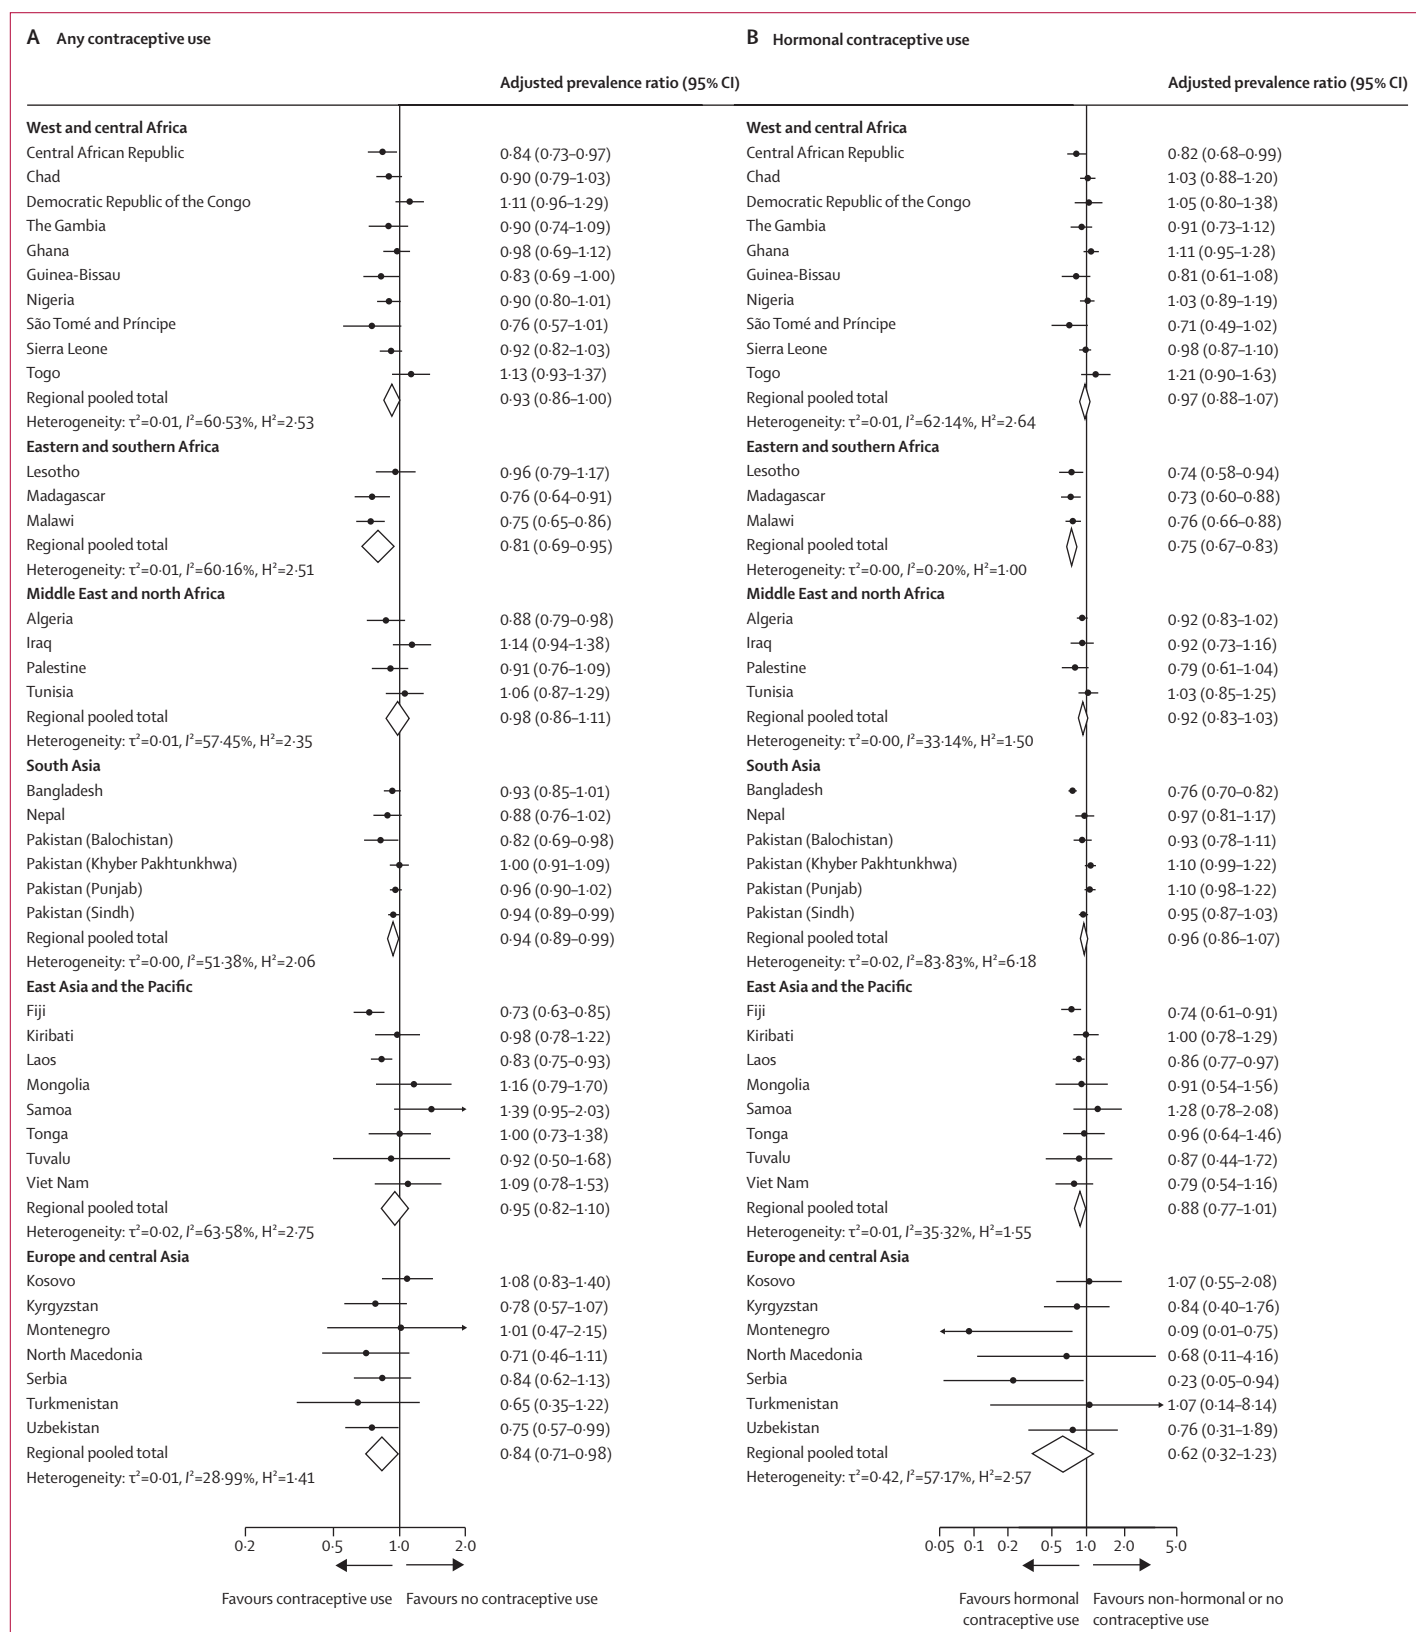 A Any contraceptive use
Adjusted prevalence ratio (95% CI)
West and central Africa
Central African Republic 0·84 (0·73–0·97)
Chad 0·90 (0·79–1·03)
Democratic Republic of the Congo 1·11 (0·96–1·29)
The Gambia 0·90 (0·74–1·09)
Ghana 0·98 (0·69–1·12)
Guinea-Bissau 0·83 (0·69 –1·00)
Nigeria 0·90 (0·80–1·01)
São Tomé and Príncipe 0·76 (0·57–1·01)
Sierra Leone 0·92 (0·82–1·03)
Togo 1·13 (0·93–1·37)
Regional pooled total 0·93 (0·86–1·00)
Heterogeneity: τ²=0·01, I²=60·53%, H²=2·53
Eastern and southern Africa
Lesotho 0·96 (0·79–1·17)
Madagascar 0·76 (0·64–0·91)
Malawi 0·75 (0·65–0·86)
Regional pooled total 0·81 (0·69–0·95)
Heterogeneity: τ²=0·01, I²=60·16%, H²=2·51
Middle East and north Africa
Algeria 0·88 (0·79–0·98)
Iraq 1·14 (0·94–1·38)
Palestine 0·91 (0·76–1·09)
Tunisia 1·06 (0·87–1·29)
Regional pooled total 0·98 (0·86–1·11)
Heterogeneity: τ²=0·01, I²=57·45%, H²=2·35
South Asia
Bangladesh 0·93 (0·85–1·01)
Nepal 0·88 (0·76–1·02)
Pakistan (Balochistan) 0·82 (0·69–0·98)
Pakistan (Khyber Pakhtunkhwa) 1·00 (0·91–1·09)
Pakistan (Punjab) 0·96 (0·90–1·02)
Pakistan (Sindh) 0·94 (0·89–0·99)
Regional pooled total 0·94 (0·89–0·99)
Heterogeneity: τ²=0·00, I²=51·38%, H²=2·06
East Asia and the Pacific
Fiji 0·73 (0·63–0·85)
Kiribati 0·98 (0·78–1·22)
Laos 0·83 (0·75–0·93)
Mongolia 1·16 (0·79–1·70)
Samoa 1·39 (0·95–2·03)
Tonga 1·00 (0·73–1·38)
Tuvalu 0·92 (0·50–1·68)
Viet Nam 1·09 (0·78–1·53)
Regional pooled total 0·95 (0·82–1·10)
Heterogeneity: τ²=0·02, I²=63·58%, H²=2·75
Europe and central Asia
Kosovo 1·08 (0·83–1·40)
Kyrgyzstan 0·78 (0·57–1·07)
Montenegro 1·01 (0·47–2·15)
North Macedonia 0·71 (0·46–1·11)
Serbia 0·84 (0·62–1·13)
Turkmenistan 0·65 (0·35–1·22)
Uzbekistan 0·75 (0·57–0·99)
Regional pooled total 0·84 (0·71–0·98)
Heterogeneity: τ²=0·01, I²=28·99%, H²=1·41
0·2 0·5 1·0 2·0
Favours contraceptive use Favours no contraceptive use
B Hormonal contraceptive use
Adjusted prevalence ratio (95% CI)
West and central Africa
Central African Republic 0·82 (0·68–0·99)
Chad 1·03 (0·88–1·20)
Democratic Republic of the Congo 1·05 (0·80–1·38)
The Gambia 0·91 (0·73–1·12)
Ghana 1·11 (0·95–1·28)
Guinea-Bissau 0·81 (0·61–1·08)
Nigeria 1·03 (0·89–1·19)
São Tomé and Príncipe 0·71 (0·49–1·02)
Sierra Leone 0·98 (0·87–1·10)
Togo 1·21 (0·90–1·63)
Regional pooled total 0·97 (0·88–1·07)
Heterogeneity: τ²=0·01, I²=62·14%, H²=2·64
Eastern and southern Africa
Lesotho 0·74 (0·58–0·94)
Madagascar 0·73 (0·60–0·88)
Malawi 0·76 (0·66–0·88)
Regional pooled total 0·75 (0·67–0·83)
Heterogeneity: τ²=0·00, I²=0·20%, H²=1·00
Middle East and north Africa
Algeria 0·92 (0·83–1·02)
Iraq 0·92 (0·73–1·16)
Palestine 0·79 (0·61–1·04)
Tunisia 1·03 (0·85–1·25)
Regional pooled total 0·92 (0·83–1·03)
Heterogeneity: τ²=0·00, I²=33·14%, H²=1·50
South Asia
Bangladesh 0·76 (0·70–0·82)
Nepal 0·97 (0·81–1·17)
Pakistan (Balochistan) 0·93 (0·78–1·11)
Pakistan (Khyber Pakhtunkhwa) 1·10 (0·99–1·22)
Pakistan (Punjab) 1·10 (0·98–1·22)
Pakistan (Sindh) 0·95 (0·87–1·03)
Regional pooled total 0·96 (0·86–1·07)
Heterogeneity: τ²=0·02, I²=83·83%, H²=6·18
East Asia and the Pacific
Fiji 0·74 (0·61–0·91)
Kiribati 1·00 (0·78–1·29)
Laos 0·86 (0·77–0·97)
Mongolia 0·91 (0·54–1·56)
Samoa 1·28 (0·78–2·08)
Tonga 0·96 (0·64–1·46)
Tuvalu 0·87 (0·44–1·72)
Viet Nam 0·79 (0·54–1·16)
Regional pooled total 0·88 (0·77–1·01)
Heterogeneity: τ²=0·01, I²=35·32%, H²=1·55
Europe and central Asia
Kosovo 1·07 (0·55–2·08)
Kyrgyzstan 0·84 (0·40–1·76)
Montenegro 0·09 (0·01–0·75)
North Macedonia 0·68 (0·11–4·16)
Serbia 0·23 (0·05–0·94)
Turkmenistan 1·07 (0·14–8·14)
Uzbekistan 0·76 (0·31–1·89)
Regional pooled total 0·62 (0·32–1·23)
Heterogeneity: τ²=0·42, I²=57·17%, H²=2·57
0·05 0·1 0·2 0·5 1·0 2·0 5·0
Favours hormonal
contraceptive use
Favours non-hormonal or no
contraceptive use